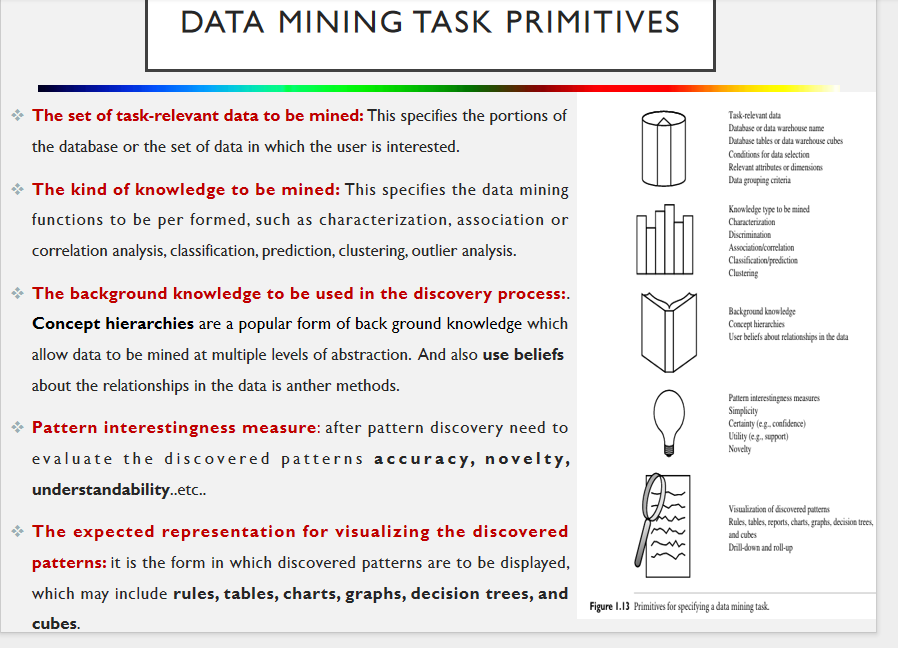 DATA MINING TASK PRIMITIVES
❖ The set of task-relevant data to be mined: This specifies the portions of
the database or the set of data in which the user is interested.
❖ The kind of knowledge to be mined: This specifies the data mining
functions to be per formed, such as characterization, association or
correlation analysis, classification, prediction, clustering, outlier analysis.
❖ The background knowledge to be used in the discovery process:.
Concept hierarchies are a popular form of back ground knowledge which
allow data to be mined at multiple levels of abstraction. And also use beliefs
about the relationships in the data is anther methods.
❖ Pattern interestingness measure: after pattern discovery need to
evaluate the discovered patterns accuracy, novelty,
understandability..etc..
❖ The expected representation for visualizing the discovered
patterns: it is the form in which discovered patterns are to be displayed,
which may include rules, tables, charts, graphs, decision trees, and
cubes.
Task-relevant data
Database or data warehouse name
Database tables or data warehouse cubes
Conditions for data selection
Relevant attributes or dimensions
Data grouping criteria
Knowledge type to be mined
Characterization
Discrimination
Association/correlation
Classification/prediction
Clustering
Background knowledge
Concept hierarchies
User beliefs about relationships in the data
Pattern interestingness measures
Simplicity
Certainty (e.g., confidence)
Utility (e.g., support)
Novelty
Visualization of discovered patterns
Rules, tables, reports, charts, graphs, decision trees,
and cubes
Drill-down and roll-up
Figure 1.13 Primitives for specifying a data mining task.